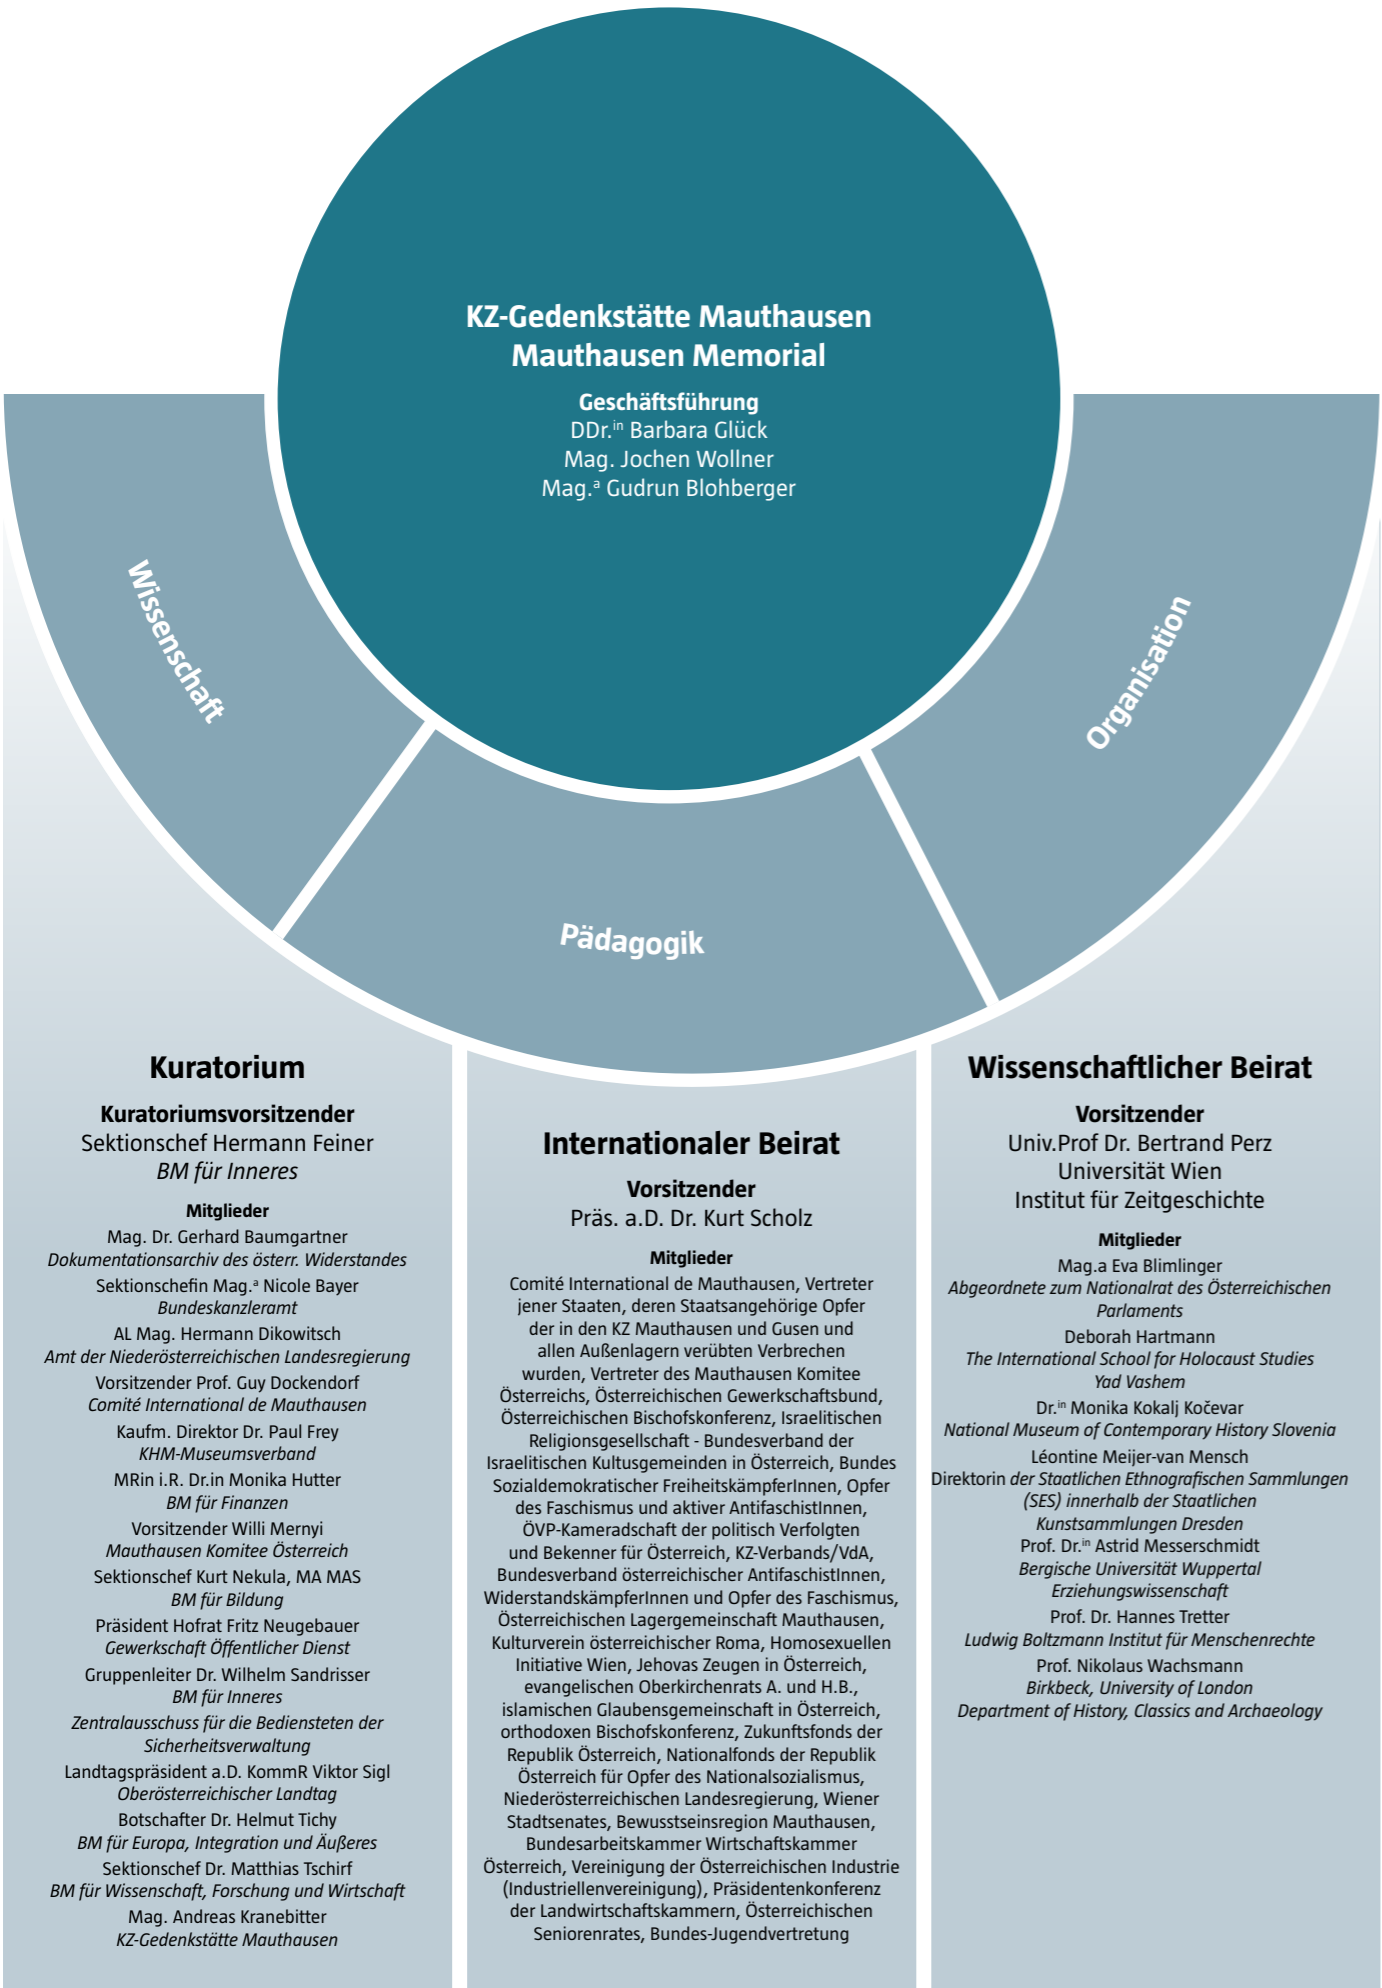 KZ-Gedenkstätte Mauthausen
Mauthausen Memorial
Geschäftsführung
DDr.in Barbara Glück
Mag. Jochen Wollner
Mag.a Gudrun Blohberger
Wissenschaft
Pädagogik
Organisation
Kuratorium
Kuratoriumsvorsitzender
Sektionschef Hermann Feiner
BM für Inneres
Mitglieder
Mag. Dr. Gerhard Baumgartner
Dokumentationsarchiv des österr. Widerstandes
Sektionschefin Mag.a Nicole Bayer
Bundeskanzleramt
AL Mag. Hermann Dikowitsch
Amt der Niederösterreichischen Landesregierung
Vorsitzender Prof. Guy Dockendorf
Comité International de Mauthausen
Kaufm. Direktor Dr. Paul Frey
KHM-Museumsverband
MRin i.R. Dr.in Monika Hutter
BM für Finanzen
Vorsitzender Willi Mernyi
Mauthausen Komitee Österreich
Sektionschef Kurt Nekula, MA MAS
BM für Bildung
Präsident Hofrat Fritz Neugebauer
Gewerkschaft Öffentlicher Dienst
Gruppenleiter Dr. Wilhelm Sandrisser
BM für Inneres
Zentralausschuss für die Bediensteten der
Sicherheitsverwaltung
Landtagspräsident a.D. KommR Viktor Sigl
Oberösterreichischer Landtag
Botschafter Dr. Helmut Tichy
BM für Europa, Integration und Äußeres
Sektionschef Dr. Matthias Tschirf
BM für Wissenschaft, Forschung und Wirtschaft
Mag. Andreas Kranebitter
KZ-Gedenkstätte Mauthausen
Internationaler Beirat
Vorsitzender
Präs. a.D. Dr. Kurt Scholz
Mitglieder
Comité International de Mauthausen, Vertreter
jener Staaten, deren Staatsangehörige Opfer
der in den KZ Mauthausen und Gusen und
allen Außenlagern verübten Verbrechen
wurden, Vertreter des Mauthausen Komitee
Österreichs, Österreichischen Gewerkschaftsbund,
Österreichischen Bischofskonferenz, Israelitischen
Religionsgesellschaft - Bundesverband der
Israelitischen Kultusgemeinden in Österreich, Bundes
Sozialdemokratischer FreiheitskämpferInnen, Opfer
des Faschismus und aktiver AntifaschistInnen,
ÖVP-Kameradschaft der politisch Verfolgten
und Bekenner für Österreich, KZ-Verbands/VdA,
Bundesverband österreichischer AntifaschistInnen,
WiderstandskämpferInnen und Opfer des Faschismus,
Österreichischen Lagergemeinschaft Mauthausen,
Kulturverein österreichischer Roma, Homosexuellen
Initiative Wien, Jehovas Zeugen in Österreich,
evangelischen Oberkirchenrats A. und H.B.,
islamischen Glaubensgemeinschaft in Österreich,
orthodoxen Bischofskonferenz, Zukunftsfonds der
Republik Österreich, Nationalfonds der Republik
Österreich für Opfer des Nationalsozialismus,
Niederösterreichischen Landesregierung, Wiener
Stadtsenates, Bewusstseinsregion Mauthausen,
Bundesarbeitskammer Wirtschaftskammer
Österreich, Vereinigung der Österreichischen Industrie
(Industriellenvereinigung), Präsidentenkonferenz
der Landwirtschaftskammern, Österreichischen
Seniorenrates, Bundes-Jugendvertretung
Wissenschaftlicher Beirat
Vorsitzender
Univ.Prof Dr. Bertrand Perz
Universität Wien
Institut für Zeitgeschichte
Mitglieder
Mag.a Eva Blimlinger
Abgeordnete zum Nationalrat des Österreichischen
Parlaments
Deborah Hartmann
The International School for Holocaust Studies
Yad Vashem
Dr.in Monika Kokalj Kočevar
National Museum of Contemporary History Slovenia
Léontine Meijer-van Mensch
Direktorin der Staatlichen Ethnografischen Sammlungen
(SES) innerhalb der Staatlichen
Kunstsammlungen Dresden
Prof. Dr.in Astrid Messerschmidt
Bergische Universität Wuppertal
Erziehungswissenschaft
Prof. Dr. Hannes Tretter
Ludwig Boltzmann Institut für Menschenrechte
Prof. Nikolaus Wachsmann
Birkbeck, University of London
Department of History, Classics and Archaeology